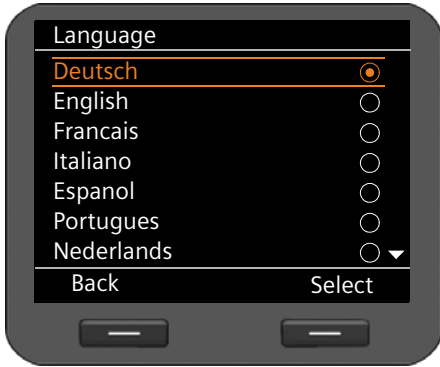 Language
Deutsch
English
Francais
Italiano
Espanol
Portugues
Nederlands
Back Select